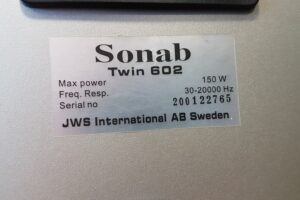 Sonab
Twin 602
Max power 150 W
Freq. Resp. 30-20000 Hz
Serial no 200122765
JWS International AB Sweden